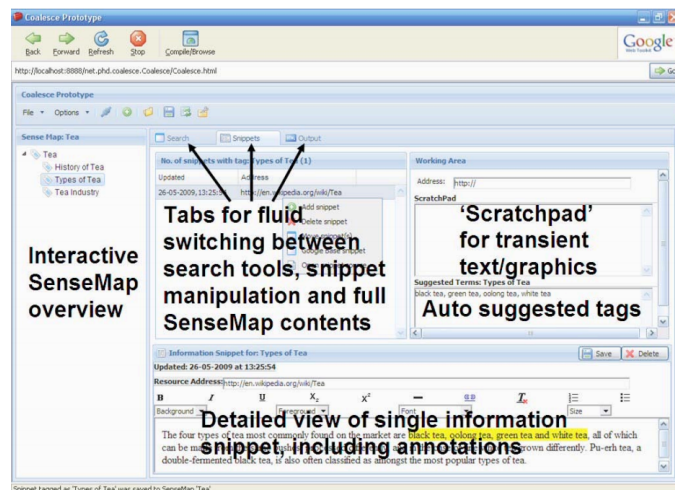 Coalesce Prototype
Back Forward Refresh Stop Compile/Browse
Google
Web Toolkit
http://localhost:8888/net.phd.coalesce.Coalesce/Coalesce.html Go
Coalesce Prototype
File Options
Sense Map: Tea
Tea
History of Tea
Types of Tea
Tea Industry
Interactive
SenseMap
overview
Search Snippets Output
No. of snippets with tag: Types of Tea (1)
Updated Address
26-05-2009, 13:25:54 http://en.wikipedia.org/wiki/Tea
Add snippet
Delete snippet
Move snippet(s)
Google Base snippet
Tabs for fluid
switching between
search tools, snippet
manipulation and full
SenseMap contents
Working Area
Address: http://
ScratchPad
'Scratchpad'
for transient
text/graphics
Suggested Terms: Types of Tea
black tea, green tea, oolong tea, white tea
Auto suggested tags
Information Snippet for: Types of Tea Save Delete
Updated: 26-05-2009 at 13:25:54
Resource Address: http://en.wikipedia.org/wiki/Tea
Background Foreground Font Size
Detailed view of single information
snippet, including annotations
The four types of tea most commonly found on the market are black tea, oolong tea, green tea and white tea, all of which
can be made grown differently. Pu-erh tea, a
double-fermented black tea, is also often classified as amongst the most popular types of tea.
Snippet tagged as 'Types of Tea' was saved to SenseMap 'Tea'